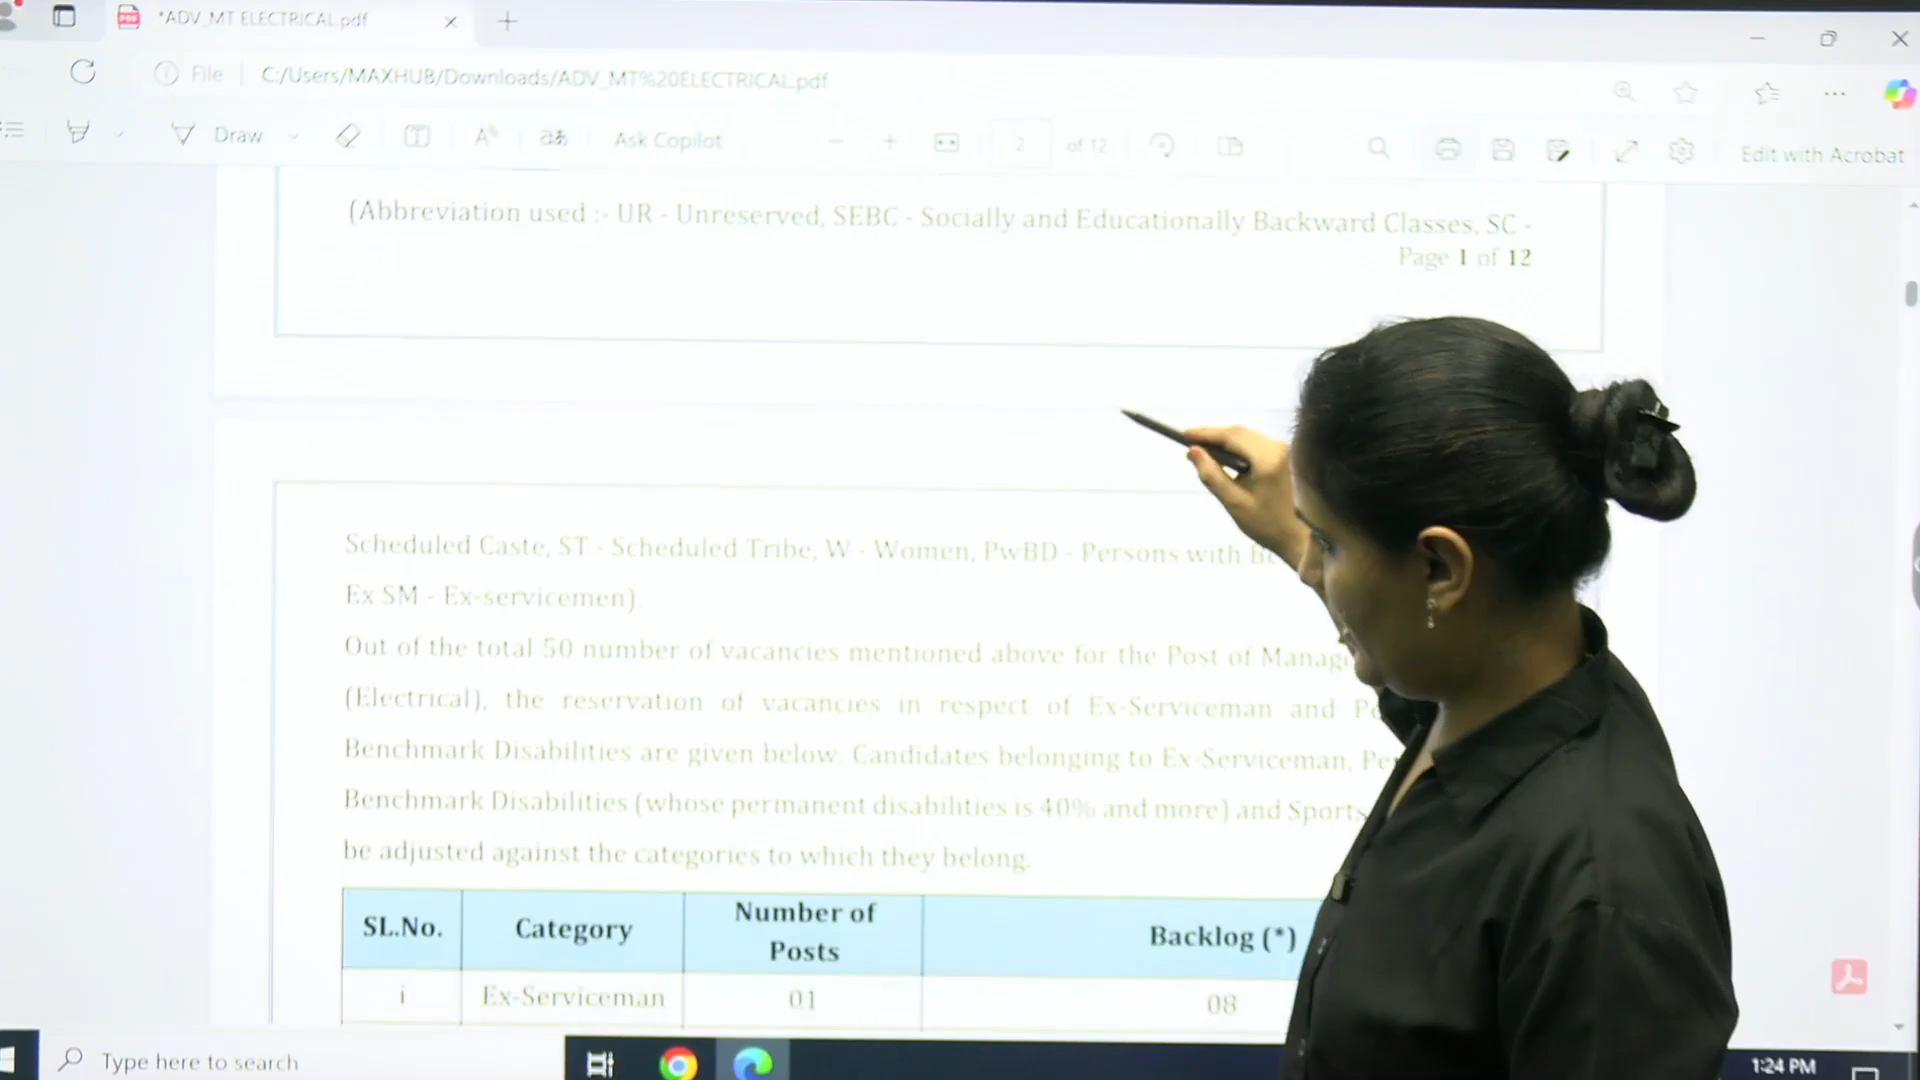 *ADV_MT ELECTRICAL.pdf
File C:/Users/MAXHUB/Downloads/ADV_MT%20ELECTRICAL.pdf
Draw Ask Copilot 2 of 12 Edit with Acrobat
(Abbreviation used :- UR - Unreserved, SEBC - Socially and Educationally Backward Classes, SC -
Page 1 of 12
Scheduled Caste, ST - Scheduled Tribe, W - Women, PwBD - Persons with
Ex SM - Ex-servicemen).
Out of the total 50 number of vacancies mentioned above for the Post of
(Electrical), the reservation of vacancies in respect of Ex-Serviceman and
Benchmark Disabilities are given below. Candidates belonging to Ex-Serviceman,
Benchmark Disabilities (whose permanent disabilities is 40% and more) and Sports
be adjusted against the categories to which they belong.
SL.No. Category Number of Posts Backlog (*)
i Ex-Serviceman 01 08
Type here to search 1:24 PM